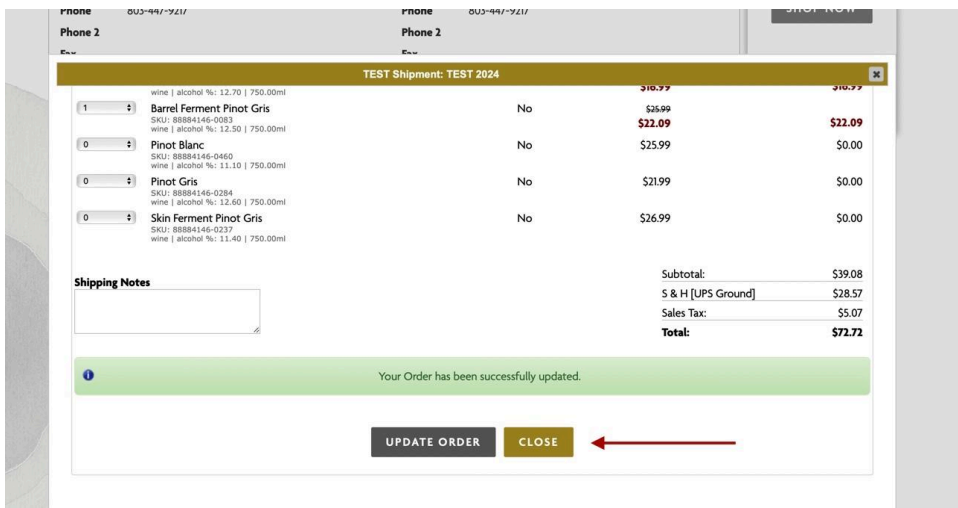 Phone 803-447-9217 Phone 803-447-9217 SHOP NOW
Phone 2 Phone 2
Fax Fax
TEST Shipment: TEST 2024
wine | alcohol %: 12.70 | 750.00ml $16.99 $16.99
1 Barrel Ferment Pinot Gris No $25.99
SKU: 88884146-0083
wine | alcohol %: 12.50 | 750.00ml $22.09 $22.09
0 Pinot Blanc No $25.99 $0.00
SKU: 88884146-0460
wine | alcohol %: 11.10 | 750.00ml
0 Pinot Gris No $21.99 $0.00
SKU: 88884146-0284
wine | alcohol %: 12.60 | 750.00ml
0 Skin Ferment Pinot Gris No $26.99 $0.00
SKU: 88884146-0237
wine | alcohol %: 11.40 | 750.00ml
Shipping Notes
Subtotal: $39.08
S & H [UPS Ground] $28.57
Sales Tax: $5.07
Total: $72.72
Your Order has been successfully updated.
UPDATE ORDER CLOSE